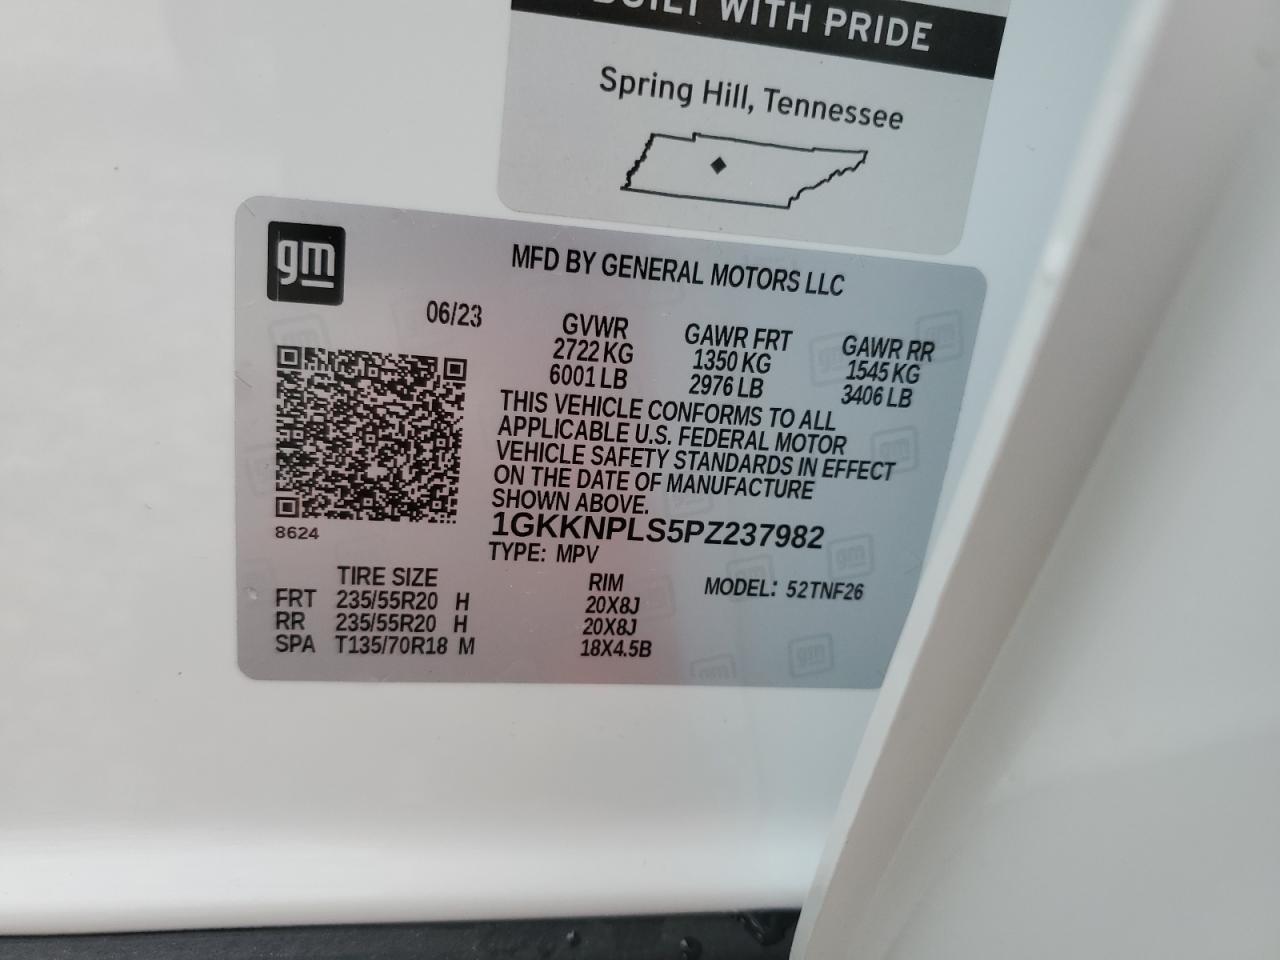 BUILT WITH PRIDE
Spring Hill, Tennessee
gm
MFD BY GENERAL MOTORS LLC
06/23
GVWR GAWR FRT GAWR RR
2722 KG 1350 KG 1545 KG
6001 LB 2976 LB 3406 LB
THIS VEHICLE CONFORMS TO ALL
APPLICABLE U.S. FEDERAL MOTOR
VEHICLE SAFETY STANDARDS IN EFFECT
ON THE DATE OF MANUFACTURE
SHOWN ABOVE.
8624
1GKKNPLS5PZ237982
TYPE: MPV
TIRE SIZE RIM MODEL: 52TNF26
FRT 235/55R20 H 20X8J
RR 235/55R20 H 20X8J
SPA T135/70R18 M 18X4.5B